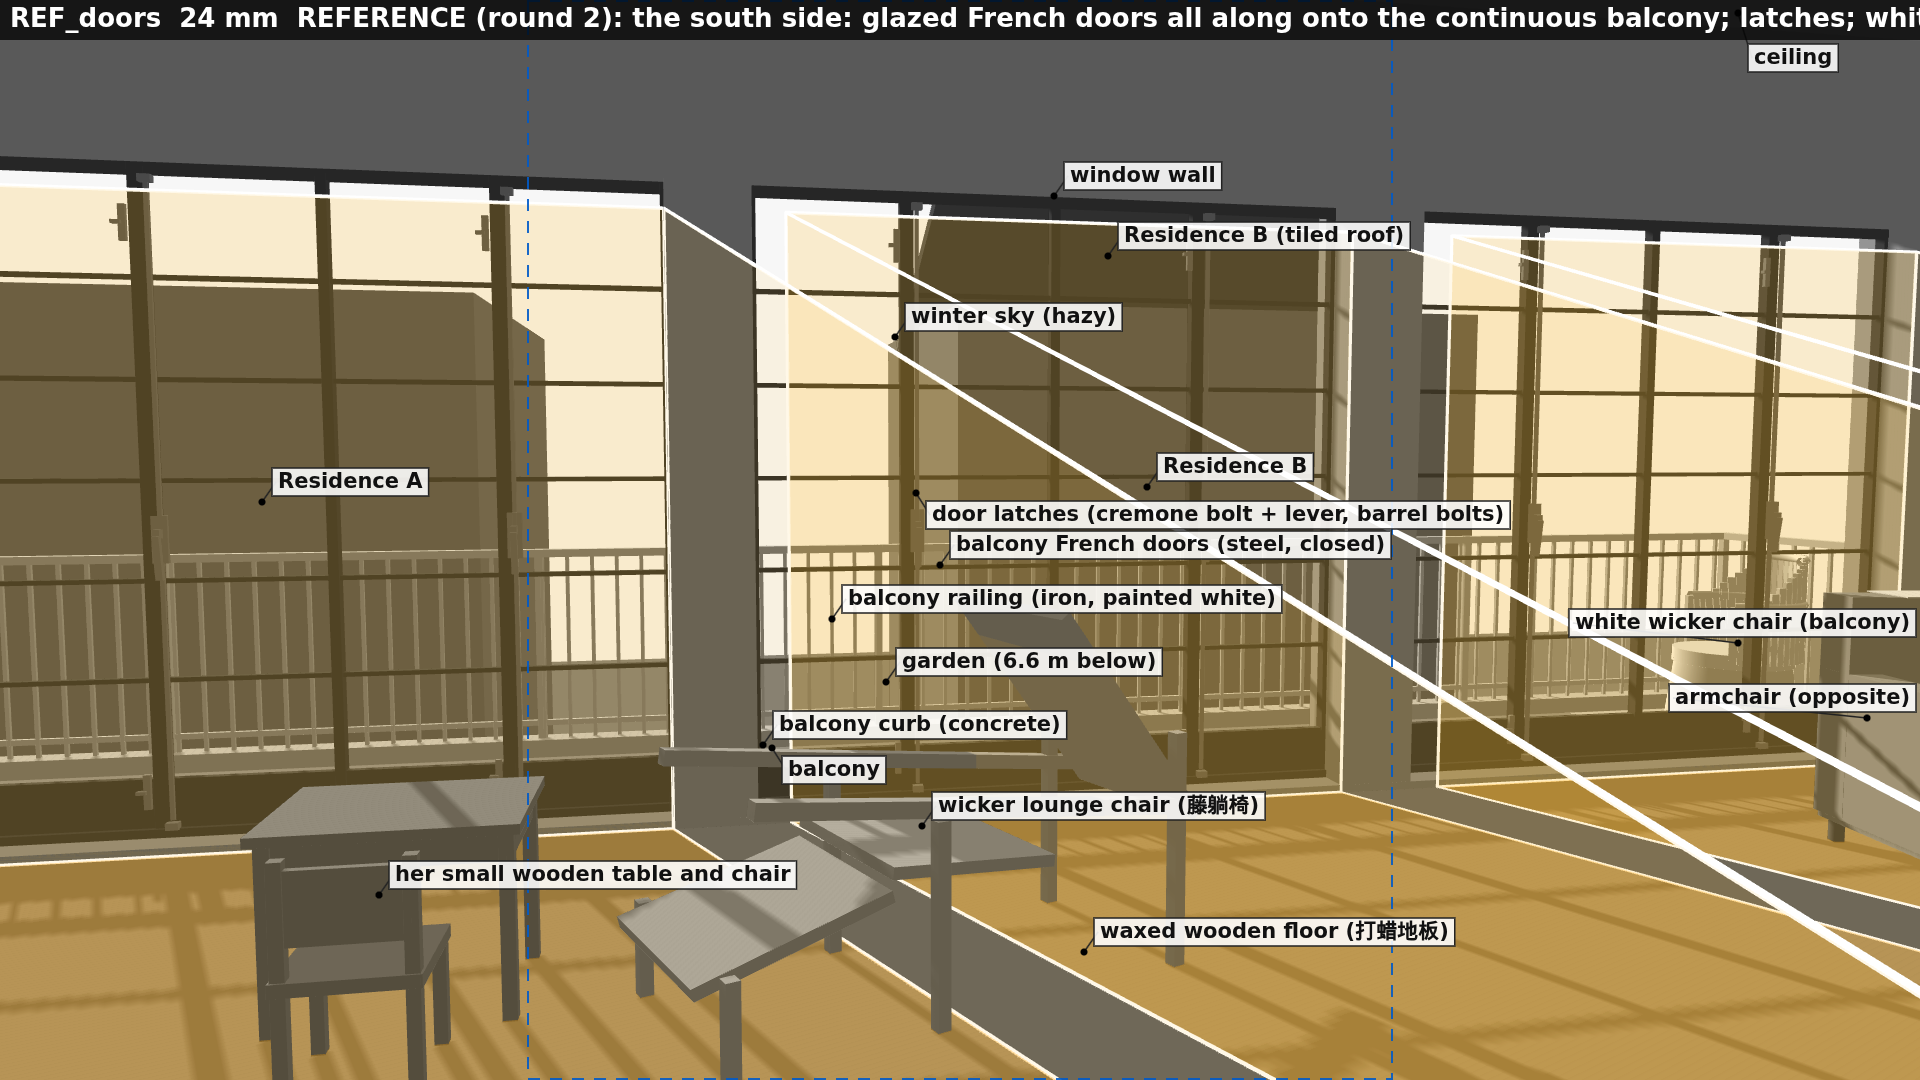 REF_doors 24 mm REFERENCE (round 2): the south side: glazed French doors all along onto the continuous balcony; latches;
ceiling
window wall
Residence B (tiled roof)
winter sky (hazy)
Residence B
Residence A
door latches (cremone bolt + lever, barrel bolts)
balcony French doors (steel, closed)
balcony railing (iron, painted white)
white wicker chair (balcony)
garden (6.6 m below)
armchair (opposite)
balcony curb (concrete)
balcony
wicker lounge chair (藤躺椅)
her small wooden table and chair
waxed wooden floor (打蜡地板)